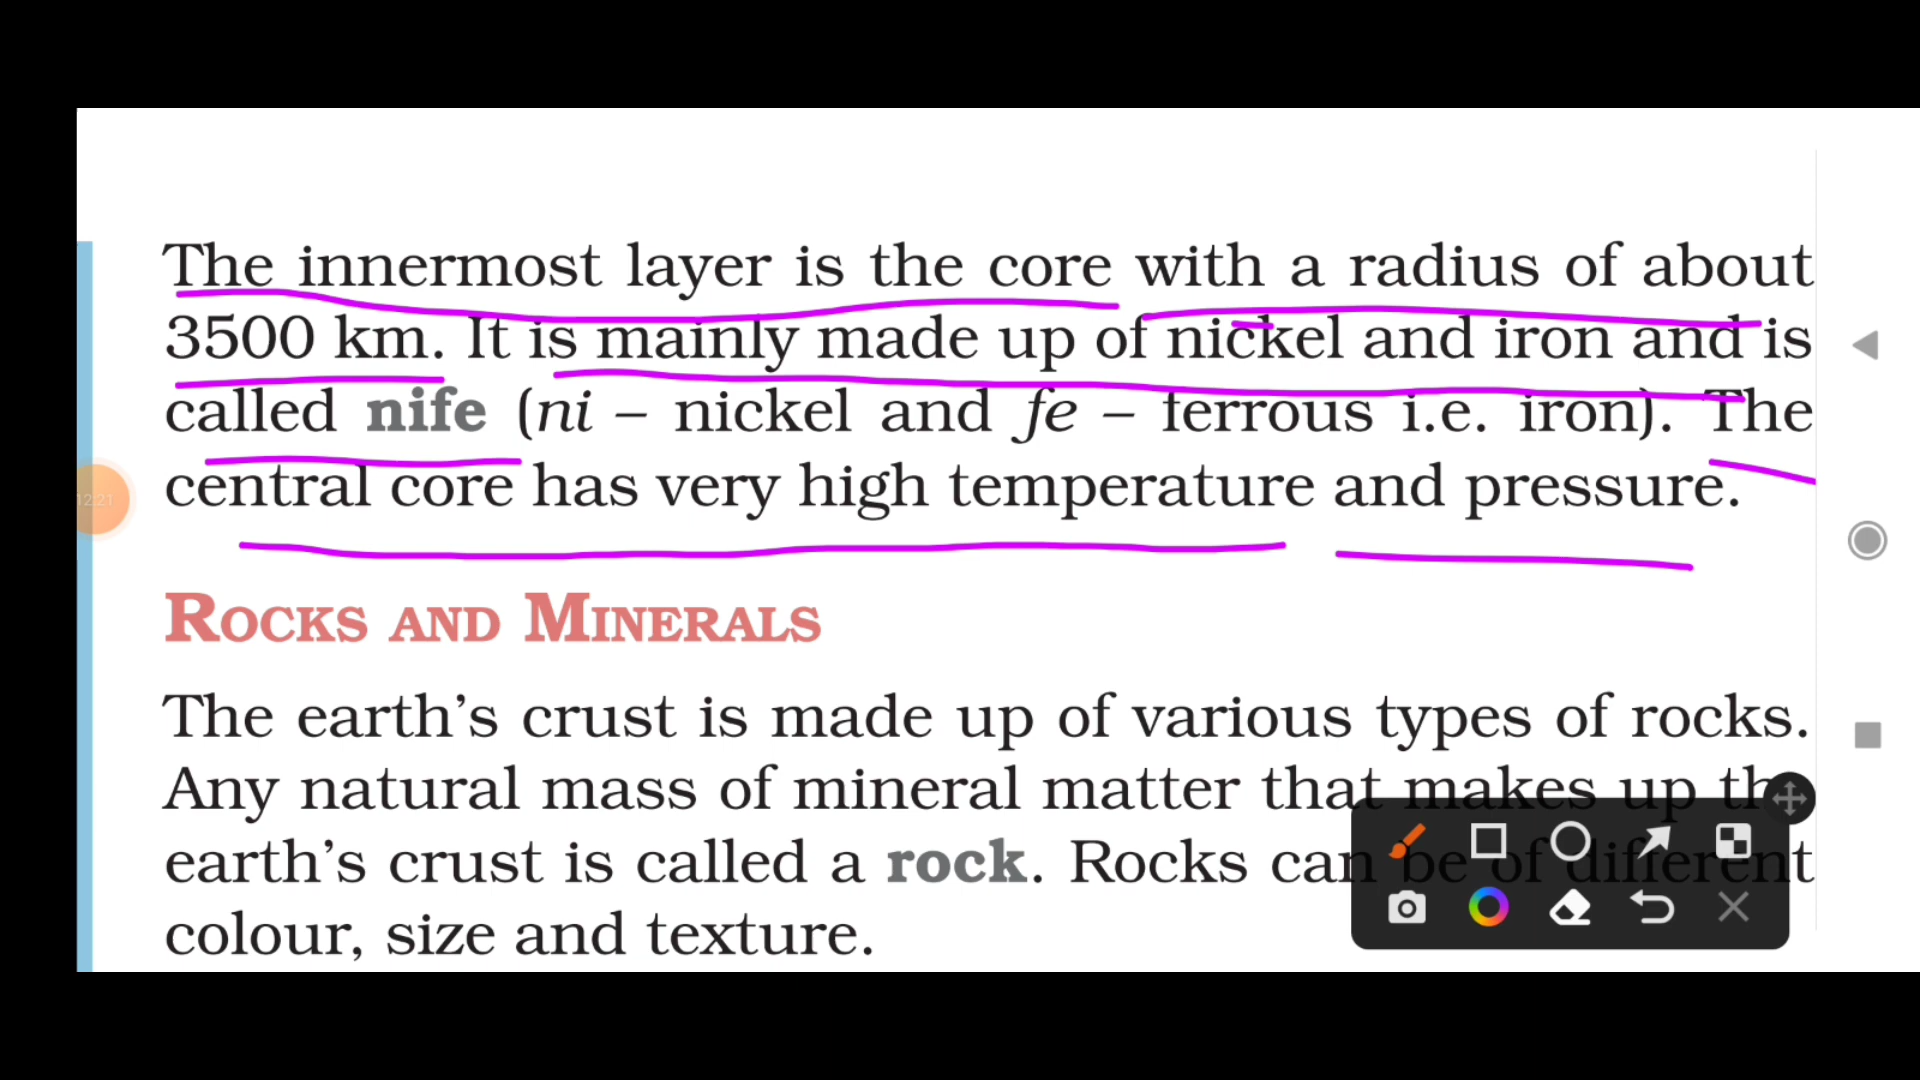 The innermost layer is the core with a radius of about
3500 km. It is mainly made up of nickel and iron and is
called nife (ni – nickel and fe – ferrous i.e. iron). The
central core has very high temperature and pressure.
12:21
ROCKS AND MINERALS
The earth's crust is made up of various types of rocks.
Any natural mass of mineral matter that makes up the
earth's crust is called a rock. Rocks can be of different
colour, size and texture.